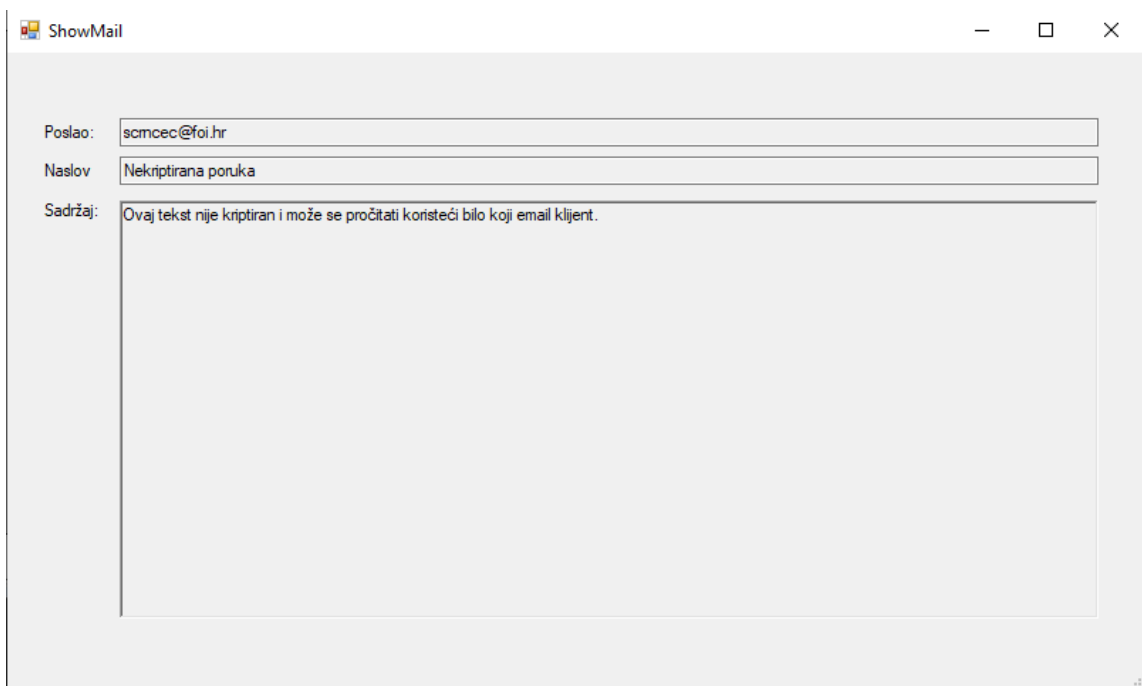 ShowMail
Poslao: scrncec@foi.hr
Naslov Nekriptirana poruka
Sadržaj: Ovaj tekst nije kriptiran i može se pročitati koristeći bilo koji email klijent.